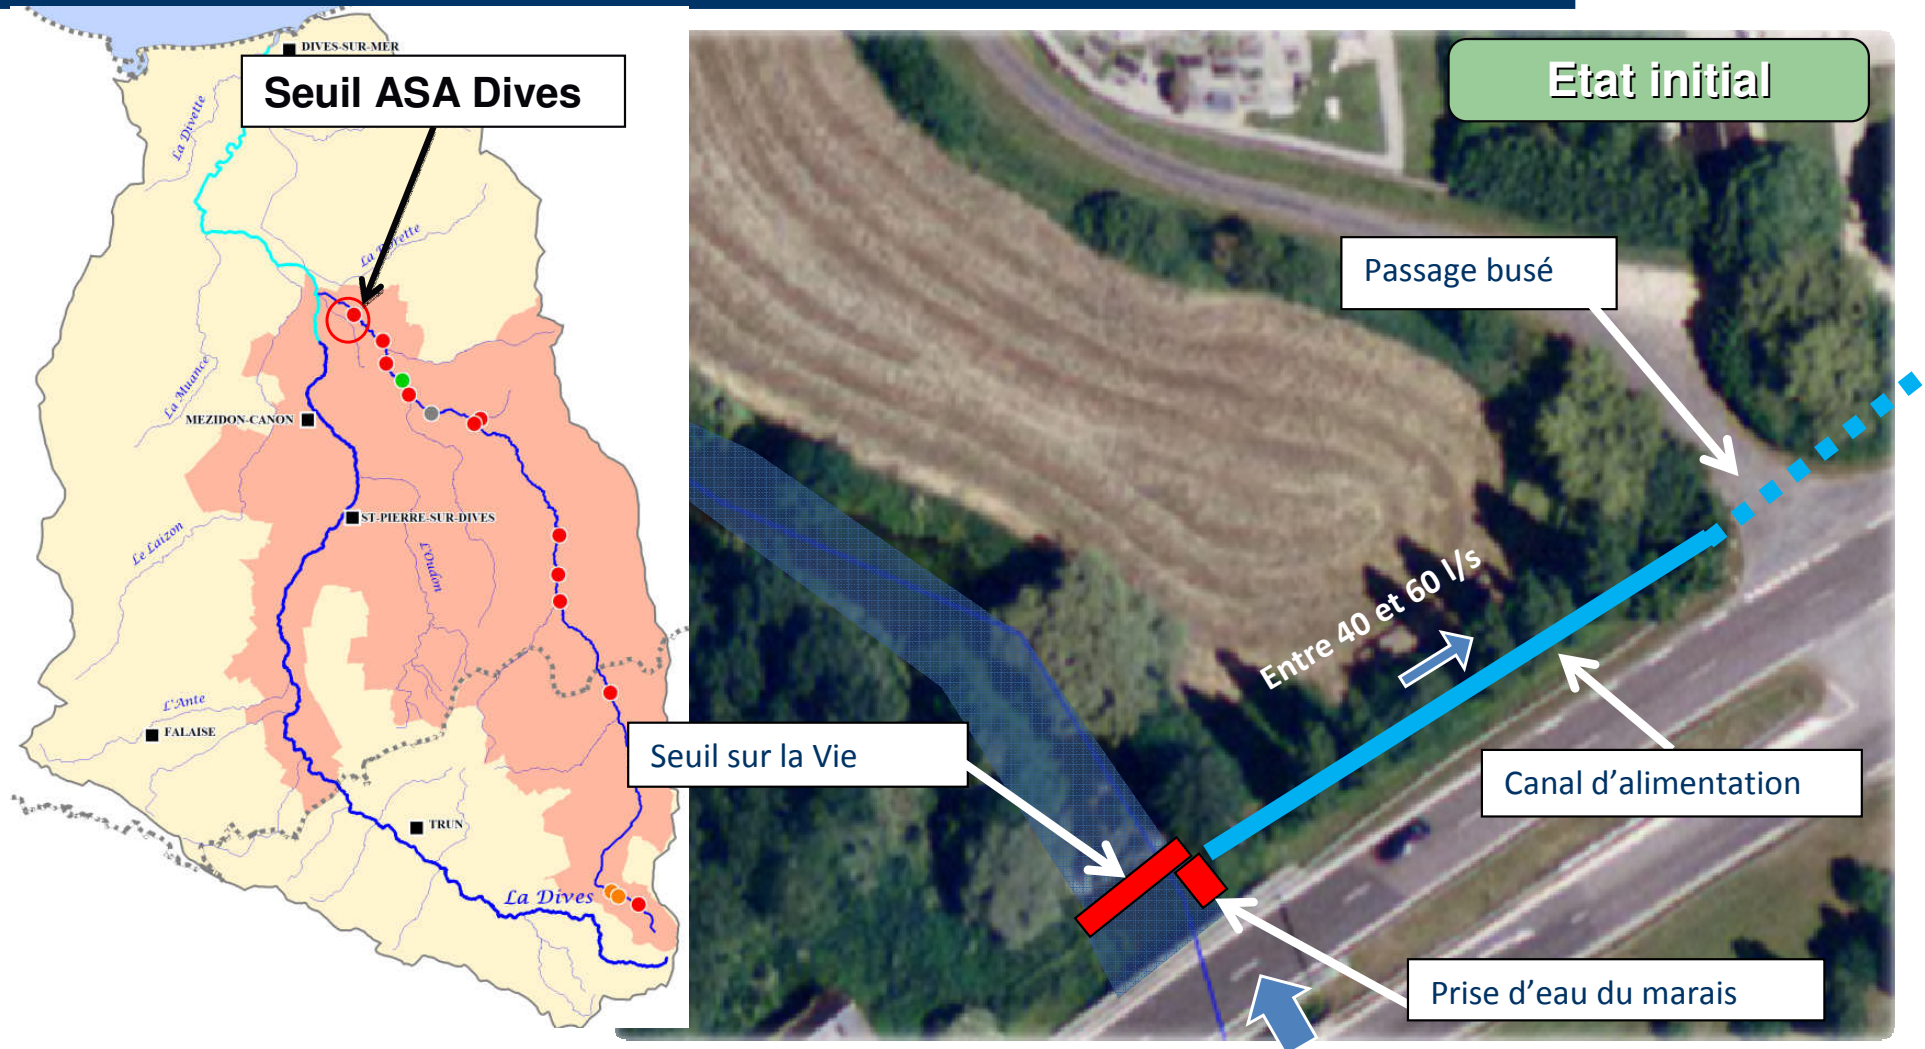 DIVES-SUR-MER
Seuil ASA Dives
La Divette
La Muance
MEZIDON-CANON
ST-PIERRE-SUR-DIVES
Le Laizon
L'Oudon
L'Ante
FALAISE
TRUN
La Dives
Etat initial
Passage busé
Entre 40 et 60 l/s
Seuil sur la Vie
Canal d’alimentation
Prise d’eau du marais